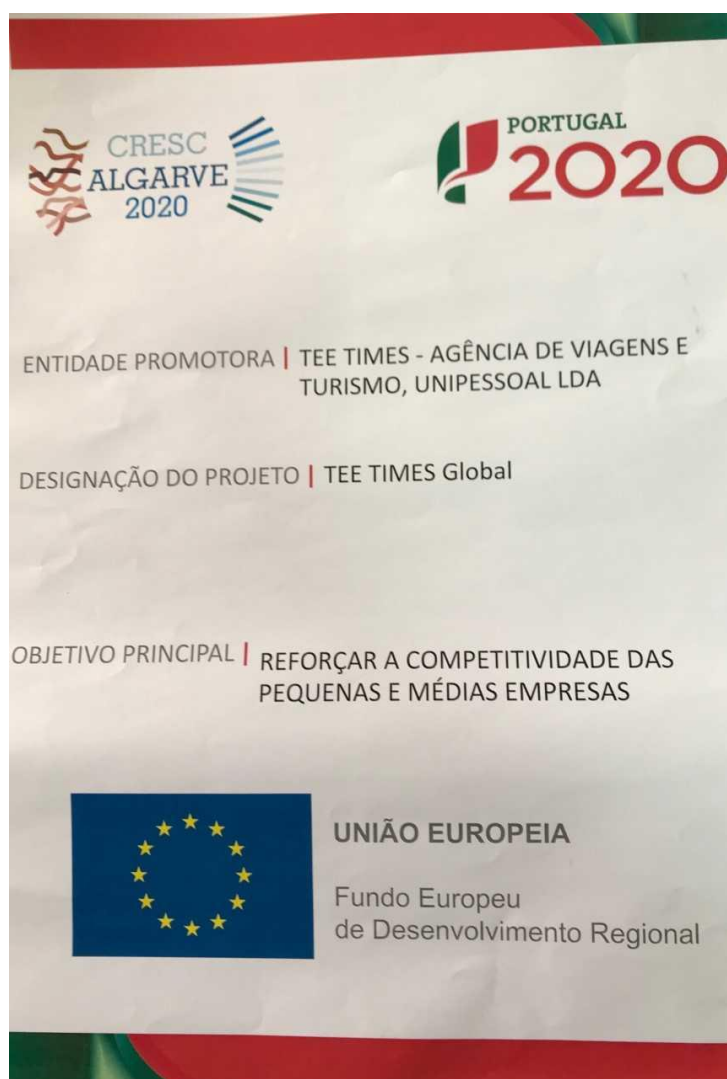 CRESC
ALGARVE
2020
PORTUGAL
2020
ENTIDADE PROMOTORA | TEE TIMES - AGÊNCIA DE VIAGENS E
TURISMO, UNIPESSOAL LDA
DESIGNAÇÃO DO PROJETO | TEE TIMES Global
OBJETIVO PRINCIPAL | REFORÇAR A COMPETITIVIDADE DAS
PEQUENAS E MÉDIAS EMPRESAS
UNIÃO EUROPEIA
Fundo Europeu
de Desenvolvimento Regional